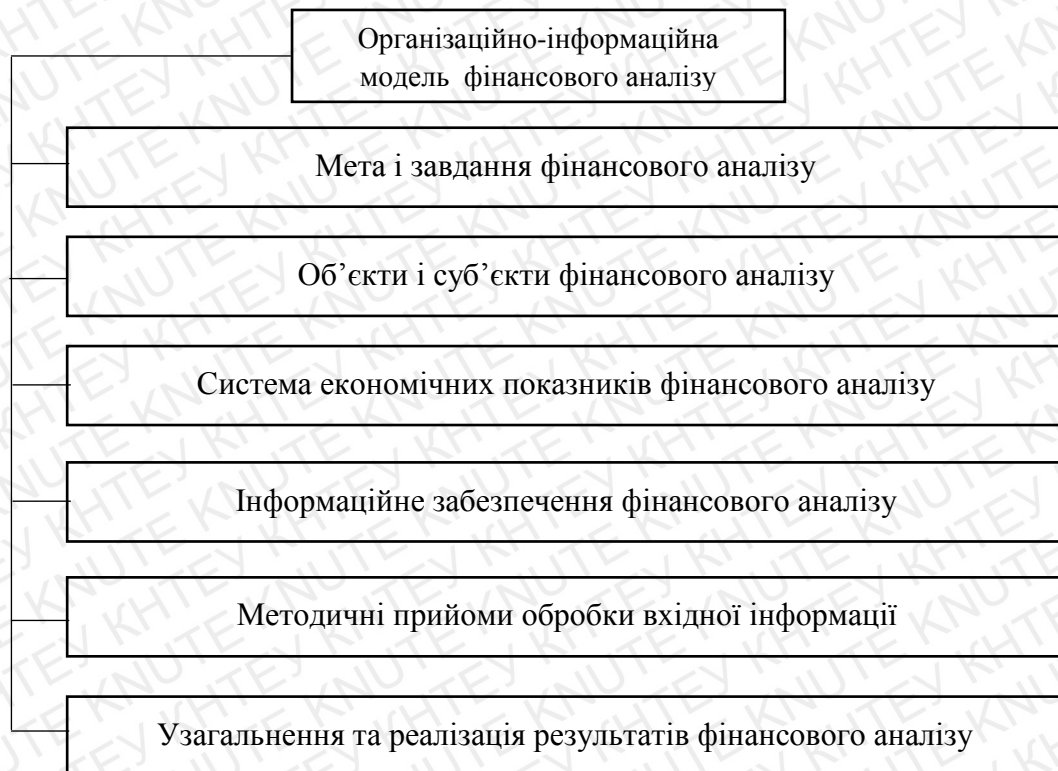 Організаційно-інформаційна
модель фінансового аналізу
Мета і завдання фінансового аналізу
Об’єкти і суб’єкти фінансового аналізу
Система економічних показників фінансового аналізу
Інформаційне забезпечення фінансового аналізу
Методичні прийоми обробки вхідної інформації
Узагальнення та реалізація результатів фінансового аналізу